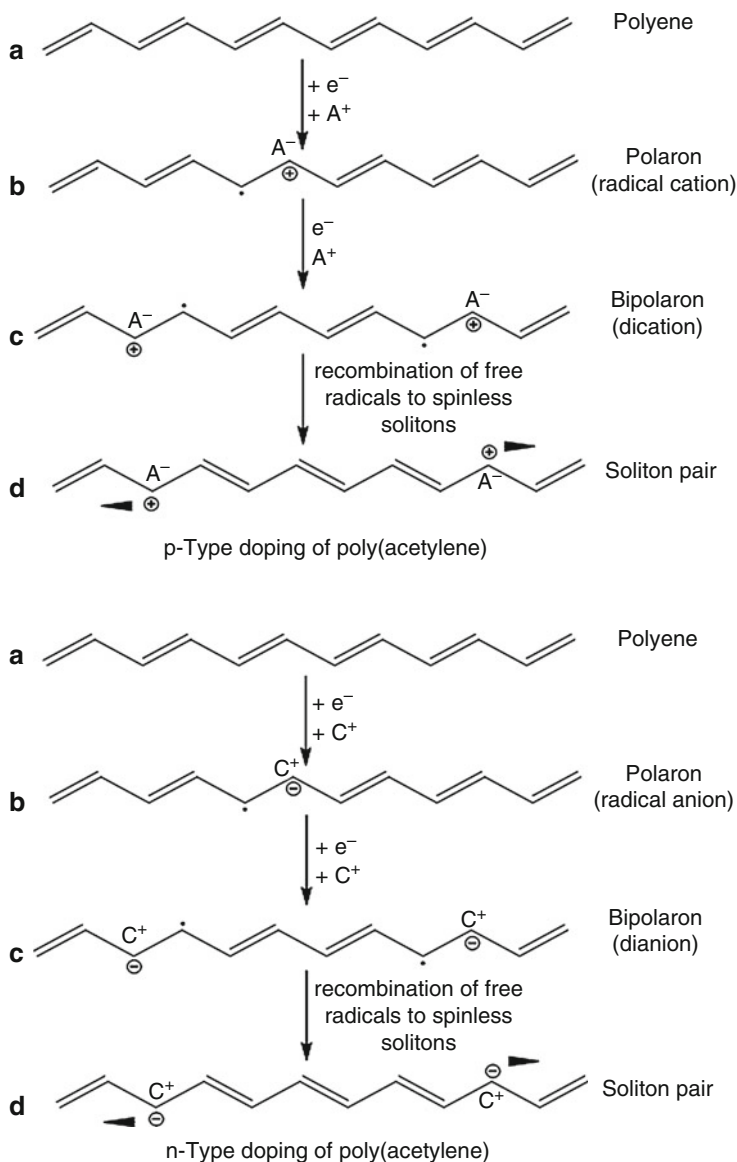 a
Polyene
+ e⁻
+ A⁺
b
A⁻
⊕
Polaron
(radical cation)
e⁻
A⁺
c
A⁻
⊕
A⁻
⊕
Bipolaron
(dication)
recombination of free
radicals to spinless
solitons
d
A⁻
⊕
⊕
A⁻
Soliton pair
p-Type doping of poly(acetylene)
a
Polyene
+ e⁻
+ C⁺
b
C⁺
⊖
Polaron
(radical anion)
+ e⁻
+ C⁺
c
C⁺
⊖
C⁺
⊖
Bipolaron
(dianion)
recombination of free
radicals to spinless
solitons
d
C⁺
⊖
⊖
C⁺
Soliton pair
n-Type doping of poly(acetylene)